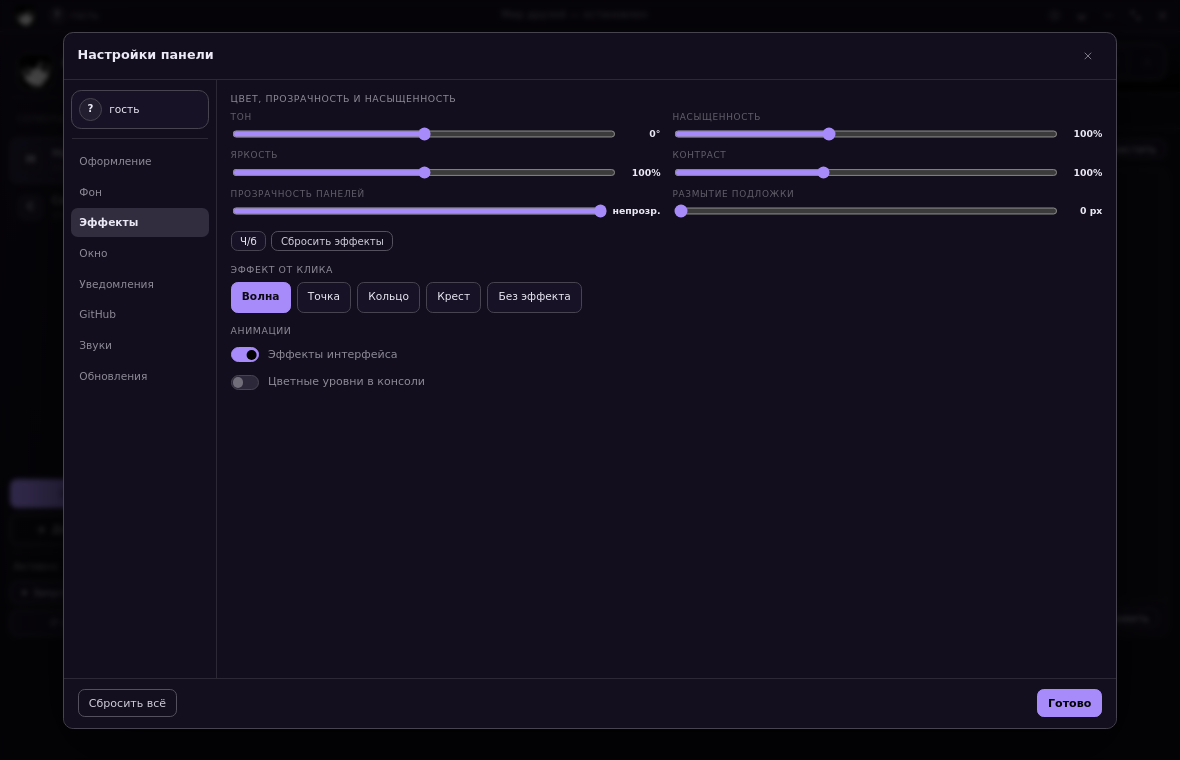 Настройки панели
×
? гость
Оформление
Фон
Эффекты
Окно
Уведомления
GitHub
Звуки
Обновления
ЦВЕТ, ПРОЗРАЧНОСТЬ И НАСЫЩЕННОСТЬ
ТОН
0°
НАСЫЩЕННОСТЬ
100%
ЯРКОСТЬ
100%
КОНТРАСТ
100%
ПРОЗРАЧНОСТЬ ПАНЕЛЕЙ
непрозр.
РАЗМЫТИЕ ПОДЛОЖКИ
0 px
Ч/б Сбросить эффекты
ЭФФЕКТ ОТ КЛИКА
Волна Точка Кольцо Крест Без эффекта
АНИМАЦИИ
Эффекты интерфейса
Цветные уровни в консоли
Сбросить всё Готово